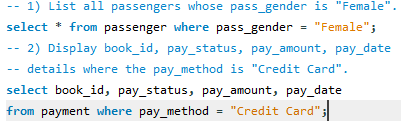 -- 1) List all passengers whose pass_gender is "Female".
select * from passenger where pass_gender = "Female";
-- 2) Display book_id, pay_status, pay_amount, pay_date
-- details where the pay_method is "Credit Card".
select book_id, pay_status, pay_amount, pay_date
from payment where pay_method = "Credit Card";